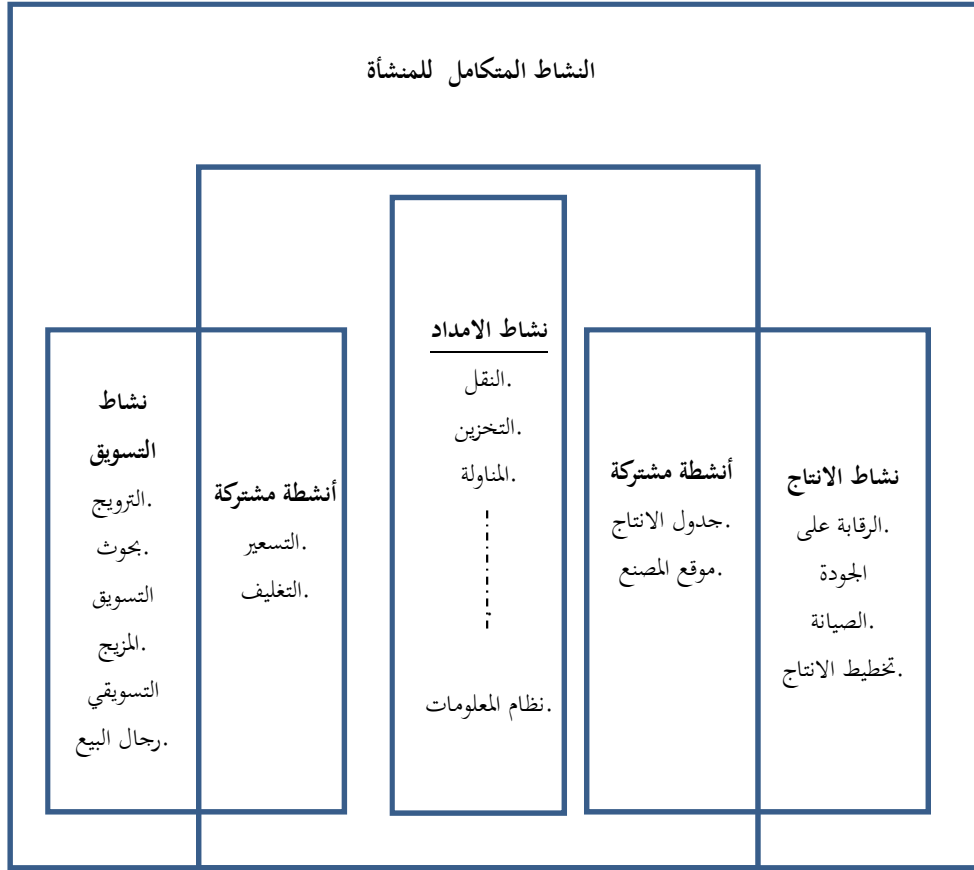 النشاط المتكامل للمنشأة
نشاط الانتاج
.الرقابة على
الجودة
.الصيانة
.تخطيط الانتاج
أنشطة مشتركة
.جدول الانتاج
.موقع المصنع
نشاط الامداد
.النقل
.التخزين
.المناولة
.نظام المعلومات
أنشطة مشتركة
.التسعير
.التغليف
نشاط
التسويق
.الترويج
.بحوث
التسويق
.المزيج
التسويقي
.رجال البيع